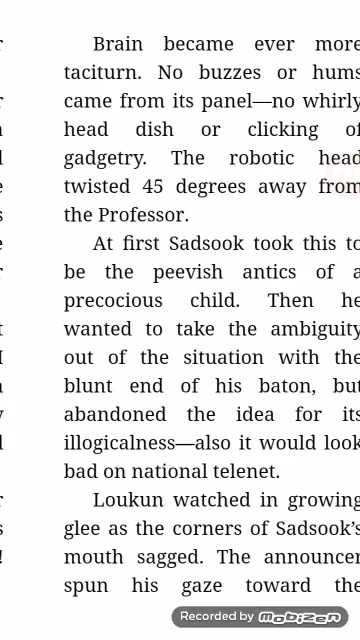 Brain became ever more
taciturn. No buzzes or hums
came from its panel—no whirly
head dish or clicking of
gadgetry. The robotic head
twisted 45 degrees away from
the Professor.
At first Sadsook took this to
be the peevish antics of a
precocious child. Then he
wanted to take the ambiguity
out of the situation with the
blunt end of his baton, but
abandoned the idea for its
illogicalness—also it would look
bad on national telenet.
Loukun watched in growing
glee as the corners of Sadsook’s
mouth sagged. The announcer
spun his gaze toward the
Recorded by mobizen